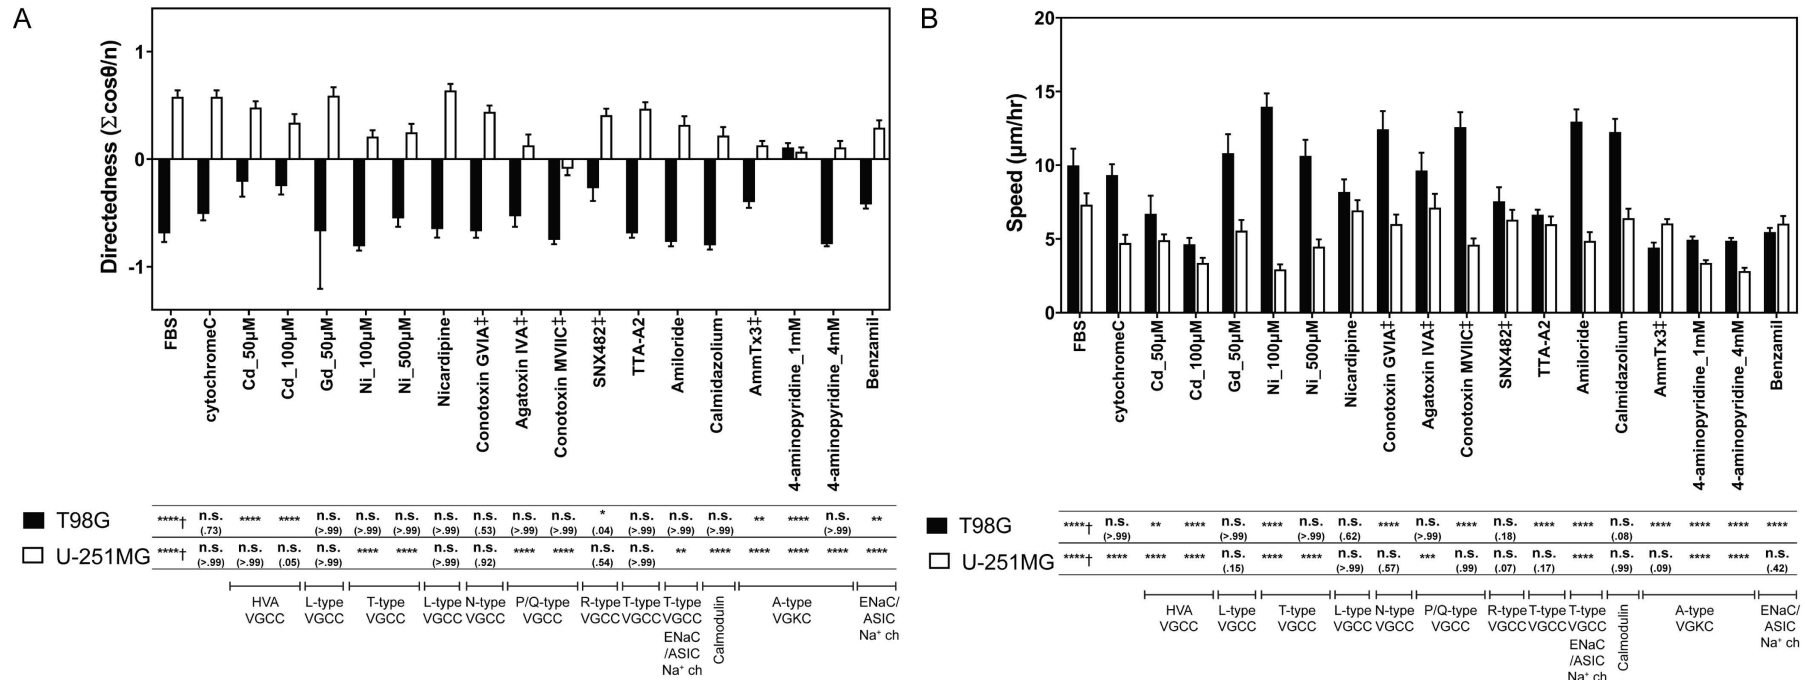 A
Directedness (Σcosθ/n)
1
0
-1
FBS
cytochromeC
Cd_50μM
Cd_100μM
Gd_50μM
Ni_100μM
Ni_500μM
Nicardipine
Conotoxin GVIA‡
Agatoxin IVA‡
Conotoxin MVIIC‡
SNX482‡
TTA-A2
Amiloride
Calmidazolium
AmmTx3‡
4-aminopyridine_1mM
4-aminopyridine_4mM
Benzamil
T98G ****† n.s. **** **** n.s. n.s. n.s. n.s. n.s. n.s. n.s. * n.s. n.s. n.s. ** **** n.s. **
(.73) (>.99) (>.99) (>.99) (>.99) (.53) (>.99) (>.99) (.04) (>.99) (>.99) (>.99) (>.99)
U-251MG ****† n.s. n.s. n.s. n.s. **** **** n.s. n.s. **** **** n.s. n.s. ** **** **** **** **** ****
(>.99) (>.99) (.05) (>.99) (>.99) (.92) (.54) (>.99)
HVA VGCC
L-type VGCC
T-type VGCC
L-type VGCC
N-type VGCC
P/Q-type VGCC
R-type VGCC
T-type VGCC
T-type VGCC
ENaC
/ASIC
Na⁺ ch
Calmodulin
A-type VGKC
ENaC/
ASIC
Na⁺ ch
B
Speed (μm/hr)
20
15
10
5
0
FBS
cytochromeC
Cd_50μM
Cd_100μM
Gd_50μM
Ni_100μM
Ni_500μM
Nicardipine
Conotoxin GVIA‡
Agatoxin IVA‡
Conotoxin MVIIC‡
SNX482‡
TTA-A2
Amiloride
Calmidazolium
AmmTx3‡
4-aminopyridine_1mM
4-aminopyridine_4mM
Benzamil
T98G ****† n.s. ** **** n.s. **** n.s. n.s. **** n.s. **** n.s. **** **** n.s. **** **** **** ****
(>.99) (>.99) (>.99) (.62) (>.99) (.18) (.08)
U-251MG ****† **** **** **** n.s. **** **** n.s. n.s. *** n.s. n.s. n.s. **** n.s. n.s. **** **** n.s.
(.15) (>.99) (.57) (.99) (.07) (.17) (.99) (.09) (.42)
HVA VGCC
L-type VGCC
T-type VGCC
L-type VGCC
N-type VGCC
P/Q-type VGCC
R-type VGCC
T-type VGCC
T-type VGCC
ENaC
/ASIC
Na⁺ ch
Calmodulin
A-type VGKC
ENaC/
ASIC
Na⁺ ch